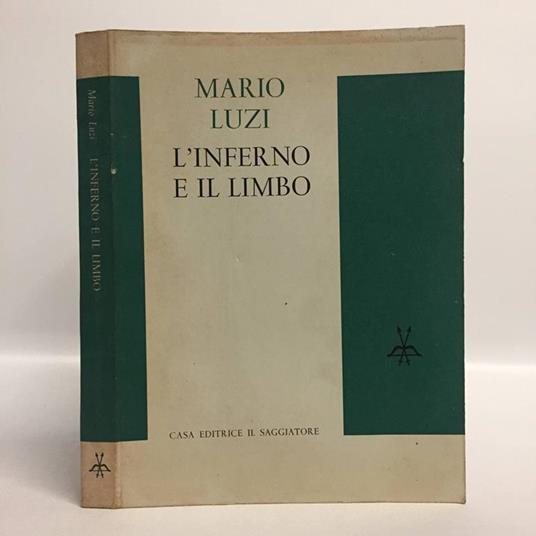 Mario Luzi L'INFERNO E IL LIMBO
MARIO
LUZI
L'INFERNO
E IL LIMBO
CASA EDITRICE IL SAGGIATORE